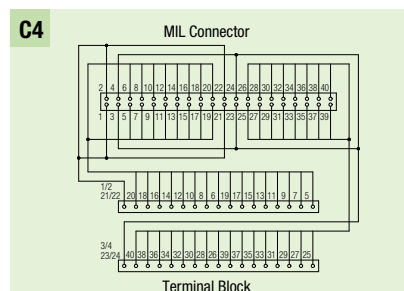 C4
MIL Connector
2 4 6 8 10 12 14 16 18 20 22 24 26 28 30 32 34 36 38 40
1 3 5 7 9 11 13 15 17 19 21 23 25 27 29 31 33 35 37 39
1/2
21/22 20 18 16 14 12 10 8 6 19 17 15 13 11 9 7 5
3/4
23/24 40 38 36 34 32 30 28 26 39 37 35 33 31 29 27 25
Terminal Block